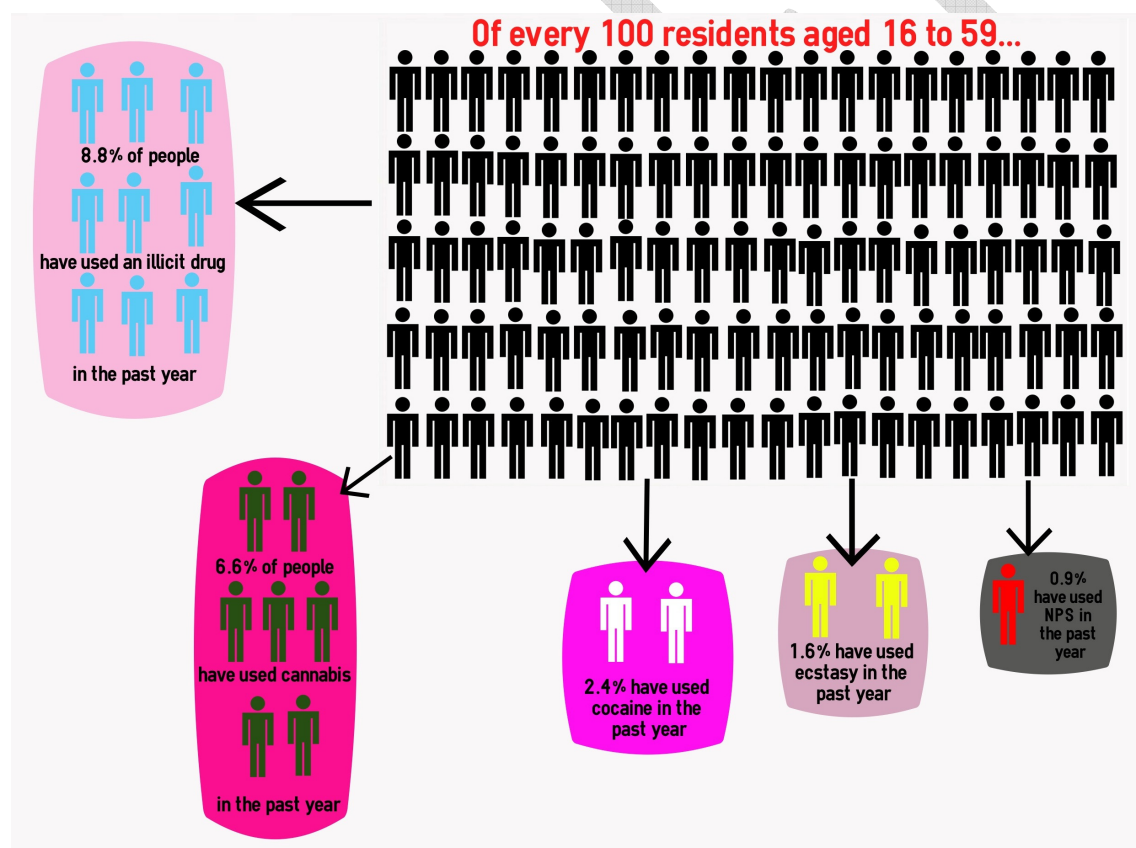 Of every 100 residents aged 16 to 59...
8.8% of people
have used an illicit drug
in the past year
6.6% of people
have used cannabis
in the past year
2.4% have used
cocaine in the
past year
1.6% have used
ecstasy in the
past year
0.9%
have used
NPS in
the past
year